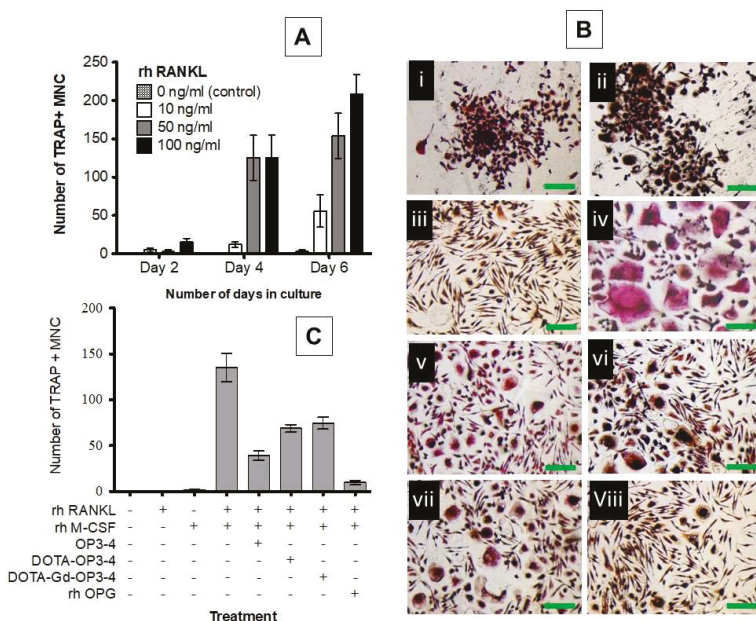 A
Number of TRAP+ MNC
250
200
150
100
50
0
rh RANKL
0 ng/ml (control)
10 ng/ml
50 ng/ml
100 ng/ml
Day 2 Day 4 Day 6
Number of days in culture
C
Number of TRAP + MNC
200
150
100
50
0
rh RANKL - + - + + + + +
rh M-CSF - - + + + + + +
OP3-4 - - - - + - - -
DOTA-OP3-4 - - - - - + - -
DOTA-Gd-OP3-4 - - - - - - + -
rh OPG - - - - - - - +
Treatment
B
i
ii
iii
iv
v
vi
vii
Viii